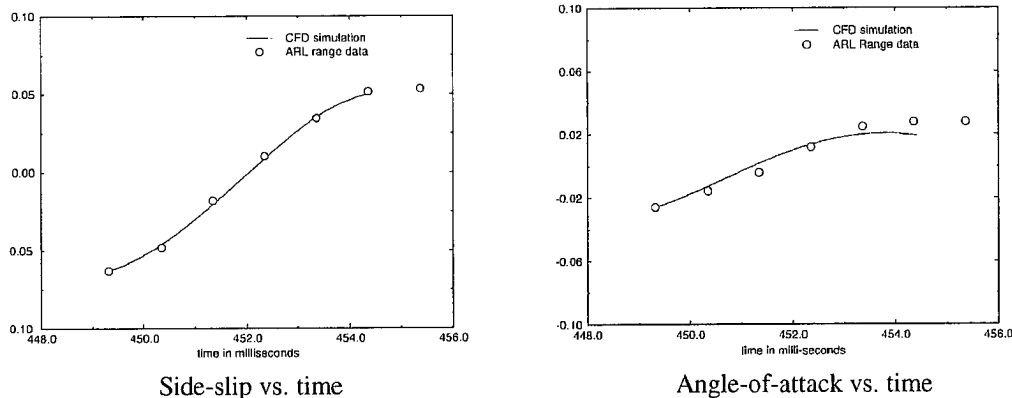 CFD simulation
ARL range data
0.10
0.05
0.00
0.05
0.10
448.0 450.0 452.0 454.0 456.0
time in milliseconds
Side-slip vs. time
CFD simulation
ARL Range data
0.10
0.06
0.02
-0.02
-0.06
-0.10
448.0 450.0 452.0 454.0 456.0
time in milli-seconds
Angle-of-attack vs. time